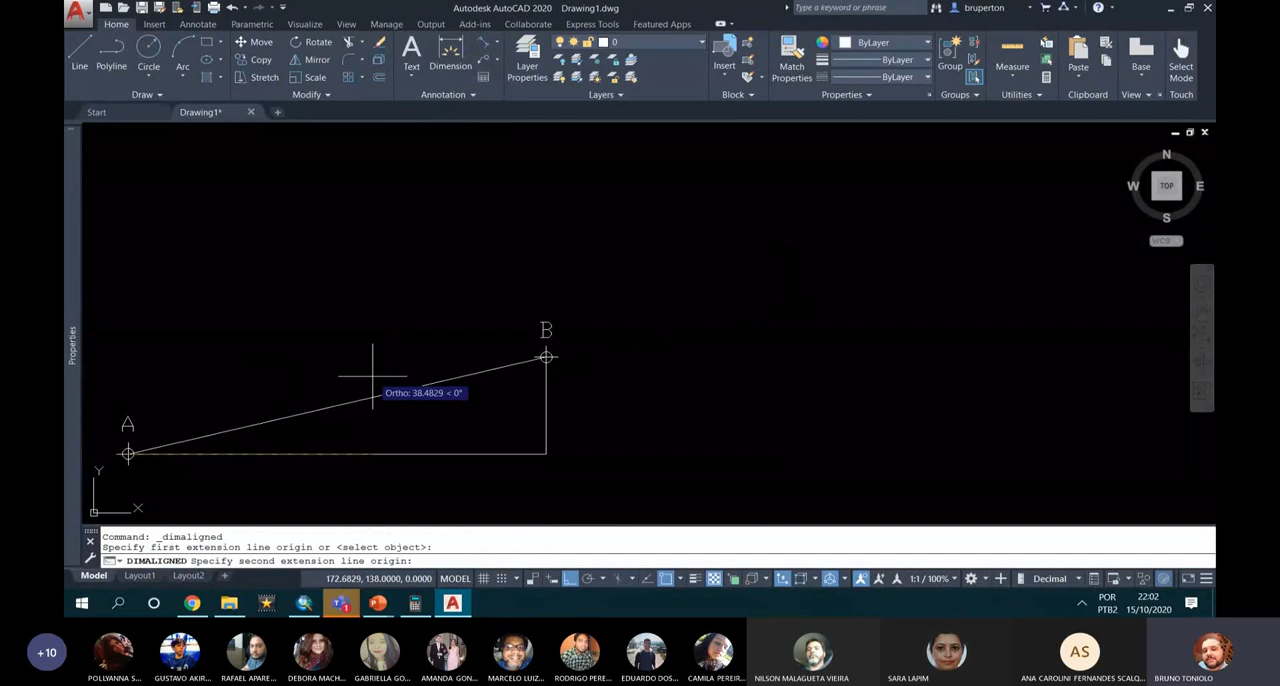 Autodesk AutoCAD 2020 Drawing1.dwg
Type a keyword or phrase
bruperton
Home Insert Annotate Parametric Visualize View Manage Output Collaborate Express Tools Featured Apps
Line Polyline Circle Arc
Move Rotate
Copy Mirror
Stretch Scale
Text Dimension
Layer Properties
0
Insert
Match Properties
ByLayer
ByLayer
ByLayer
Group
Measure
Paste
Base
Select Mode
Draw Modify Annotation Layers Block Properties Groups Utilities Clipboard View Touch
Start Drawing1*
N
W TOP E
S
WCS
Properties
B
Ortho: 38.4829 < 0°
A
Y
X
Command: _dimaligned
Specify first extension line origin or <select object>:
DIMALIGNED Specify second extension line origin:
Model Layout1 Layout2 +
172.6829, 138.0000, 0.0000 MODEL 1:1 / 100% Decimal
POR
PTB2
22:02
15/10/2020
+10
AS
POLLYANNA S...
GUSTAVO AKIR...
RAFAEL APARE...
DEBORA MACH...
GABRIELLA GO...
AMANDA GON...
MARCELO LUIZ...
RODRIGO PERE...
EDUARDO DOS...
CAMILA PEREIR...
NILSON MALAGUETA VIEIRA
SARA LAPIM
ANA CAROLINI FERNANDES SCALQ...
BRUNO TONIOLO